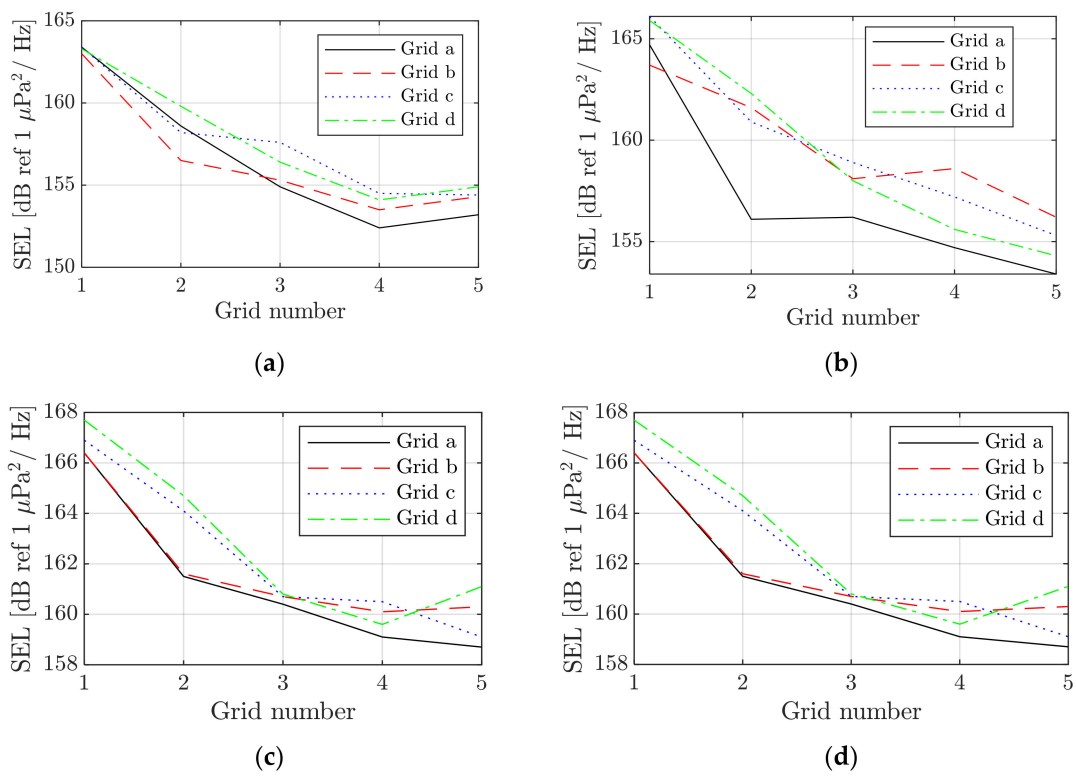 165
160
155
150
SEL [dB ref 1 μPa²/ Hz]
Grid a
Grid b
Grid c
Grid d
1 2 3 4 5
Grid number
(a)
165
160
155
SEL [dB ref 1 μPa²/ Hz]
Grid a
Grid b
Grid c
Grid d
1 2 3 4 5
Grid number
(b)
168
166
164
162
160
158
SEL [dB ref 1 μPa²/ Hz]
Grid a
Grid b
Grid c
Grid d
1 2 3 4 5
Grid number
(c)
168
166
164
162
160
158
SEL [dB ref 1 μPa²/ Hz]
Grid a
Grid b
Grid c
Grid d
1 2 3 4 5
Grid number
(d)